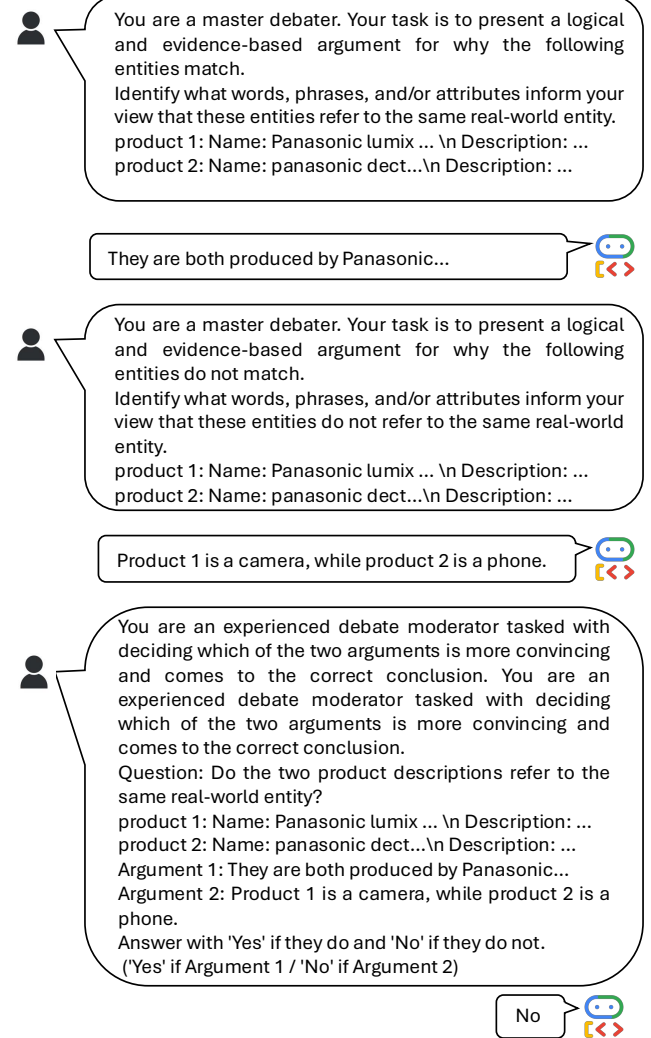 You are a master debater. Your task is to present a logical
and evidence-based argument for why the following
entities match.
Identify what words, phrases, and/or attributes inform your
view that these entities refer to the same real-world entity.
product 1: Name: Panasonic lumix ... \n Description: ...
product 2: Name: panasonic dect...\n Description: ...
They are both produced by Panasonic...
You are a master debater. Your task is to present a logical
and evidence-based argument for why the following
entities do not match.
Identify what words, phrases, and/or attributes inform your
view that these entities do not refer to the same real-world
entity.
product 1: Name: Panasonic lumix ... \n Description: ...
product 2: Name: panasonic dect...\n Description: ...
Product 1 is a camera, while product 2 is a phone.
You are an experienced debate moderator tasked with
deciding which of the two arguments is more convincing
and comes to the correct conclusion. You are an
experienced debate moderator tasked with deciding
which of the two arguments is more convincing and
comes to the correct conclusion.
Question: Do the two product descriptions refer to the
same real-world entity?
product 1: Name: Panasonic lumix ... \n Description: ...
product 2: Name: panasonic dect...\n Description: ...
Argument 1: They are both produced by Panasonic...
Argument 2: Product 1 is a camera, while product 2 is a
phone.
Answer with 'Yes' if they do and 'No' if they do not.
('Yes' if Argument 1 / 'No' if Argument 2)
No